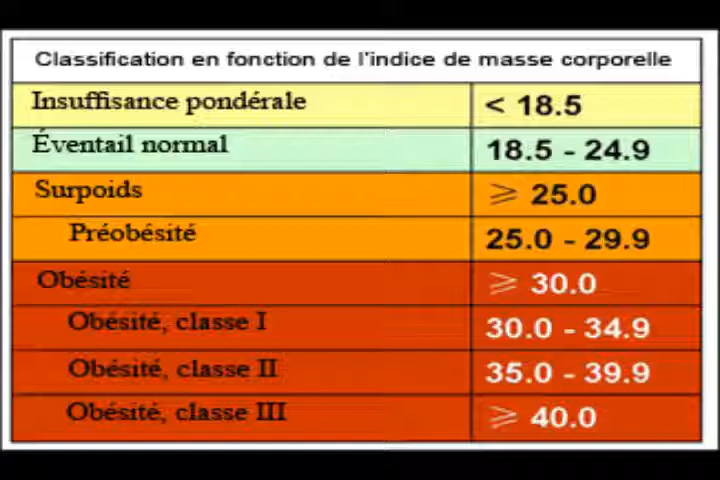 Classification en fonction de l'indice de masse corporelle
Insuffisance pondérale < 18.5
Éventail normal 18.5 - 24.9
Surpoids ⩾ 25.0
Préobésité 25.0 - 29.9
Obésité ⩾ 30.0
Obésité, classe I 30.0 - 34.9
Obésité, classe II 35.0 - 39.9
Obésité, classe III ⩾ 40.0